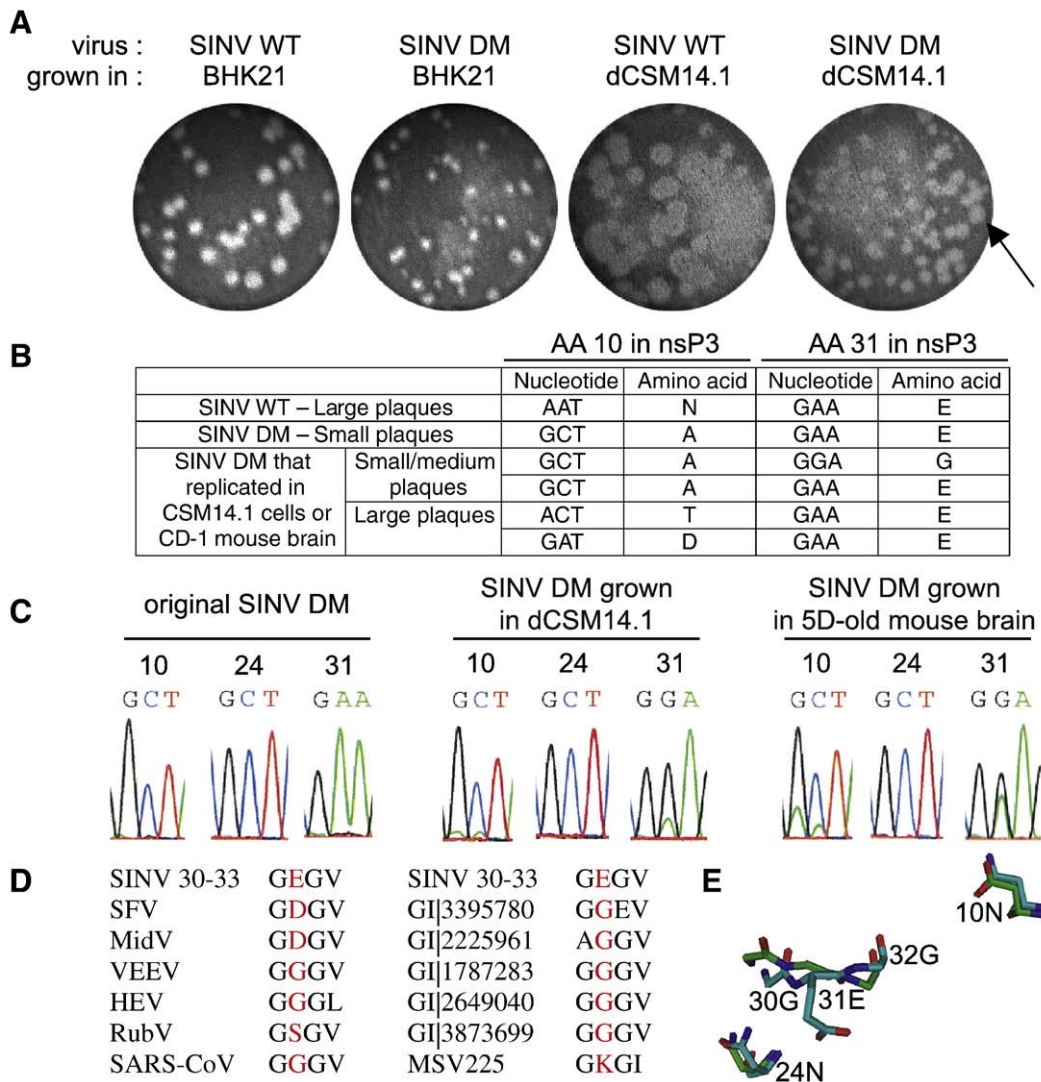 A
virus : SINV WT SINV DM SINV WT SINV DM
grown in : BHK21 BHK21 dCSM14.1 dCSM14.1
B
AA 10 in nsP3 AA 31 in nsP3
Nucleotide Amino acid Nucleotide Amino acid
SINV WT – Large plaques AAT N GAA E
SINV DM – Small plaques GCT A GAA E
SINV DM that replicated in CSM14.1 cells or CD-1 mouse brain Small/medium plaques GCT A GGA G
GCT A GAA E
Large plaques ACT T GAA E
GAT D GAA E
C
original SINV DM
10 24 31
GCT GCT GAA
SINV DM grown
in dCSM14.1
10 24 31
GCT GCT GGA
SINV DM grown
in 5D-old mouse brain
10 24 31
GCT GCT GGA
D
SINV 30-33 GEGV SINV 30-33 GEGV
SFV GDGV GI|3395780 GGEV
MidV GDGV GI|2225961 AGGV
VEEV GGGV GI|1787283 GGGV
HEV GGGL GI|2649040 GGGV
RubV GSGV GI|3873699 GGGV
SARS-CoV GGGV MSV225 GKGI
E
10N
32G
30G 31E
24N